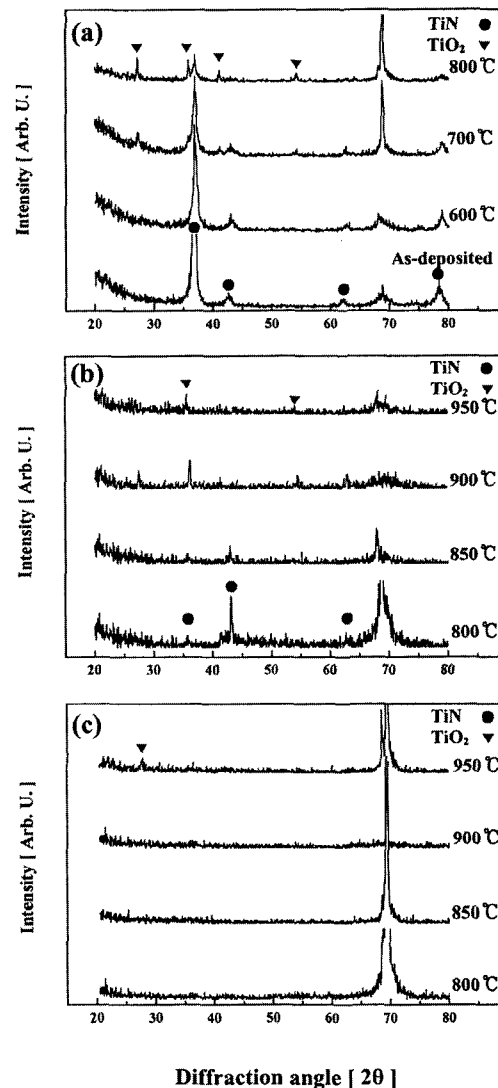 (a)
TiN ●
TiO₂ ▼
800℃
700℃
600℃
As-deposited
Intensity [ Arb. U. ]
20 30 40 50 60 70 80
(b)
TiN ●
TiO₂ ▼
950℃
900℃
850℃
800℃
Intensity [ Arb. U. ]
20 30 40 50 60 70 80
(c)
TiN ●
TiO₂ ▼
950℃
900℃
850℃
800℃
Intensity [ Arb. U. ]
20 30 40 50 60 70 80
Diffraction angle [ 2θ ]